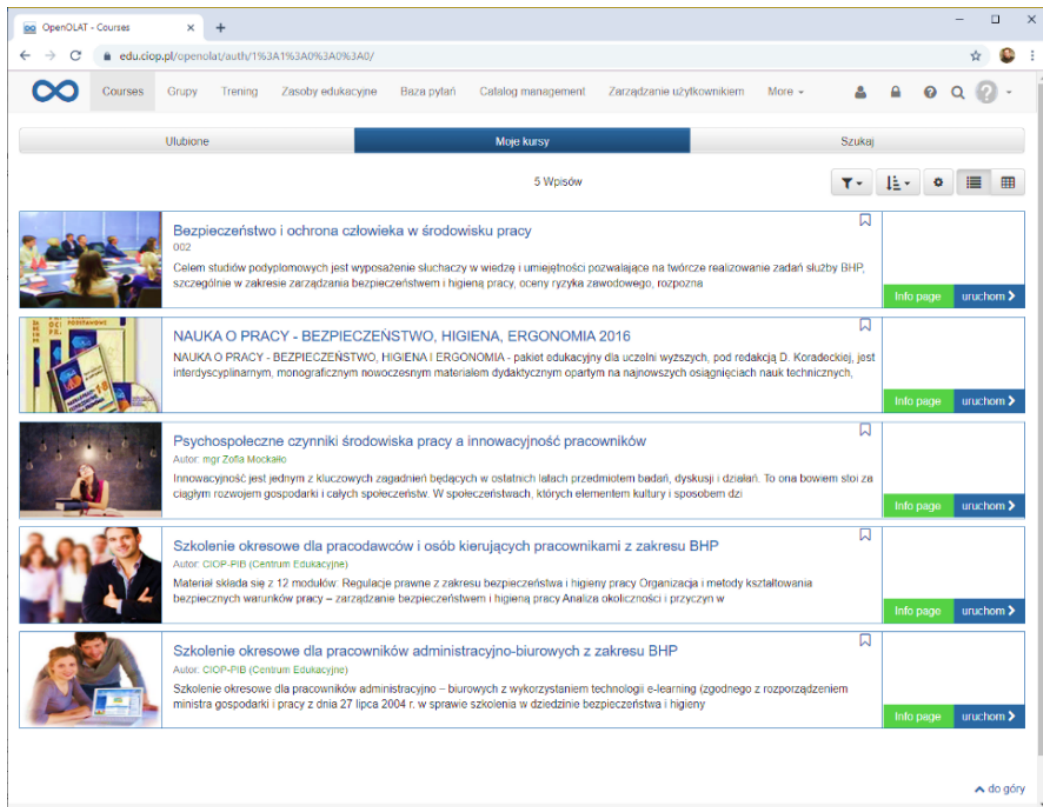 OpenOLAT - Courses
edu.ciop.pl/openolat/auth/1%3A1%3A0%3A0%3A0/
Courses Grupy Trening Zasoby edukacyjne Baza pytań Catalog management Zarządzanie użytkownikiem More
Ulubione Moje kursy Szukaj
5 Wpisów
Bezpieczeństwo i ochrona człowieka w środowisku pracy
002
Celem studiów podyplomowych jest wyposażenie słuchaczy w wiedzę i umiejętności pozwalające na twórcze realizowanie zadań służby BHP,
szczególnie w zakresie zarządzania bezpieczeństwem i higieną pracy, oceny ryzyka zawodowego, rozpozna
Info page uruchom
NAUKA O PRACY - BEZPIECZEŃSTWO, HIGIENA, ERGONOMIA 2016
NAUKA O PRACY - BEZPIECZEŃSTWO, HIGIENA I ERGONOMIA - pakiet edukacyjny dla uczelni wyższych, pod redakcją D. Koradeckiej, jest
interdyscyplinarnym, monograficznym nowoczesnym materiałem dydaktycznym opartym na najnowszych osiągnięciach nauk technicznych,
Info page uruchom
Psychospołeczne czynniki środowiska pracy a innowacyjność pracowników
Autor: mgr Zofia Mockałło
Innowacyjność jest jednym z kluczowych zagadnień będących w ostatnich latach przedmiotem badań, dyskusji i działań. To ona bowiem stoi za
ciągłym rozwojem gospodarki i całych społeczeństw. W społeczeństwach, których elementem kultury i sposobem dzi
Info page uruchom
Szkolenie okresowe dla pracodawców i osób kierujących pracownikami z zakresu BHP
Autor: CIOP-PIB (Centrum Edukacyjne)
Materiał składa się z 12 modułów: Regulacje prawne z zakresu bezpieczeństwa i higieny pracy Organizacja i metody kształtowania
bezpiecznych warunków pracy – zarządzanie bezpieczeństwem i higieną pracy Analiza okoliczności i przyczyn w
Info page uruchom
Szkolenie okresowe dla pracowników administracyjno-biurowych z zakresu BHP
Autor: CIOP-PIB (Centrum Edukacyjne)
Szkolenie okresowe dla pracowników administracyjno – biurowych z wykorzystaniem technologii e-learning (zgodnego z rozporządzeniem
ministra gospodarki i pracy z dnia 27 lipca 2004 r. w sprawie szkolenia w dziedzinie bezpieczeństwa i higieny
Info page uruchom
do góry